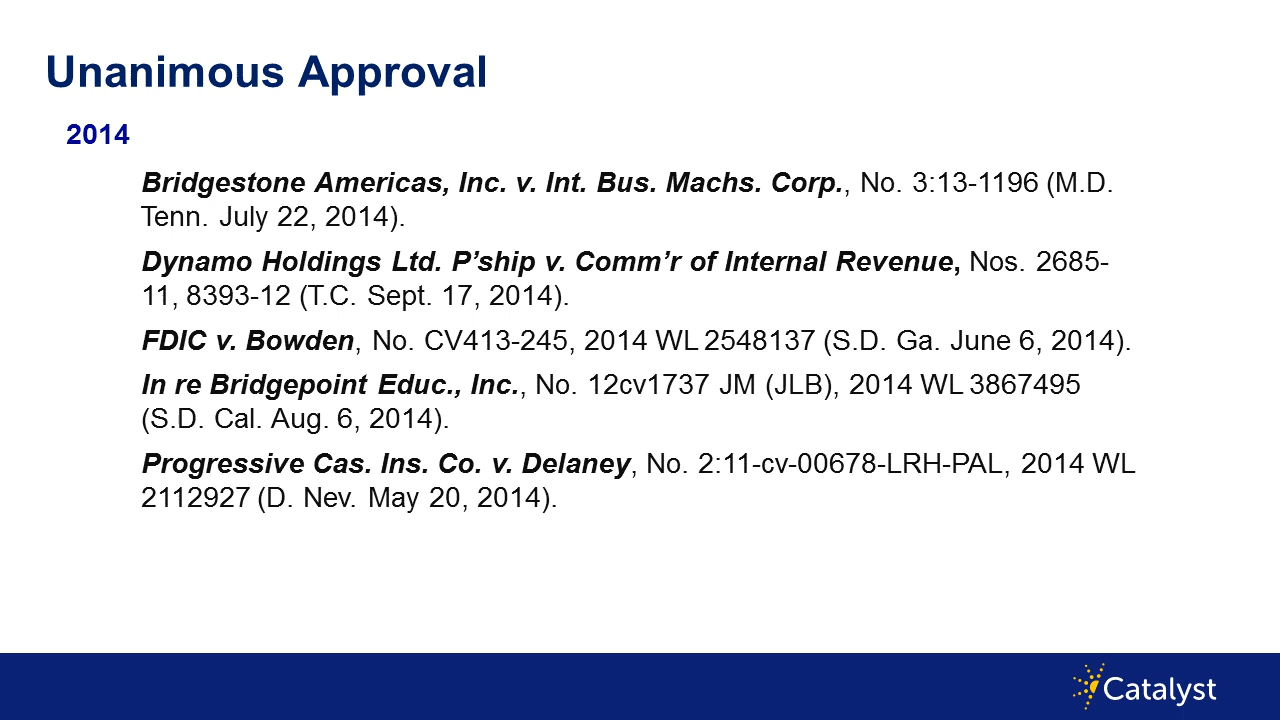 Unanimous Approval
2014
Bridgestone Americas, Inc. v. Int. Bus. Machs. Corp., No. 3:13-1196 (M.D.
Tenn. July 22, 2014).
Dynamo Holdings Ltd. P’ship v. Comm’r of Internal Revenue, Nos. 2685-
11, 8393-12 (T.C. Sept. 17, 2014).
FDIC v. Bowden, No. CV413-245, 2014 WL 2548137 (S.D. Ga. June 6, 2014).
In re Bridgepoint Educ., Inc., No. 12cv1737 JM (JLB), 2014 WL 3867495
(S.D. Cal. Aug. 6, 2014).
Progressive Cas. Ins. Co. v. Delaney, No. 2:11-cv-00678-LRH-PAL, 2014 WL
2112927 (D. Nev. May 20, 2014).
Catalyst